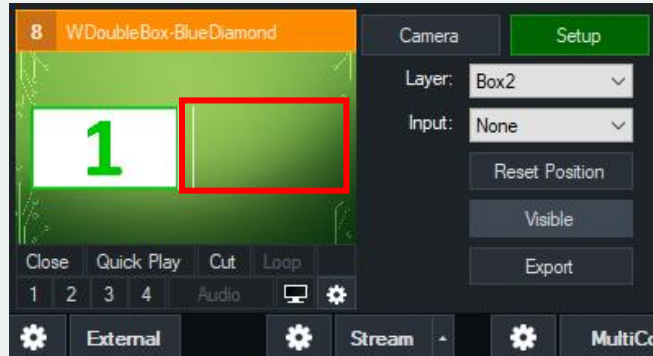 8 WDoubleBox-BlueDiamond
Camera Setup
Layer: Box2
1
Input: None
Reset Position
Visible
Close Quick Play Cut Loop
Export
1 2 3 4 Audio
External Stream MultiCo